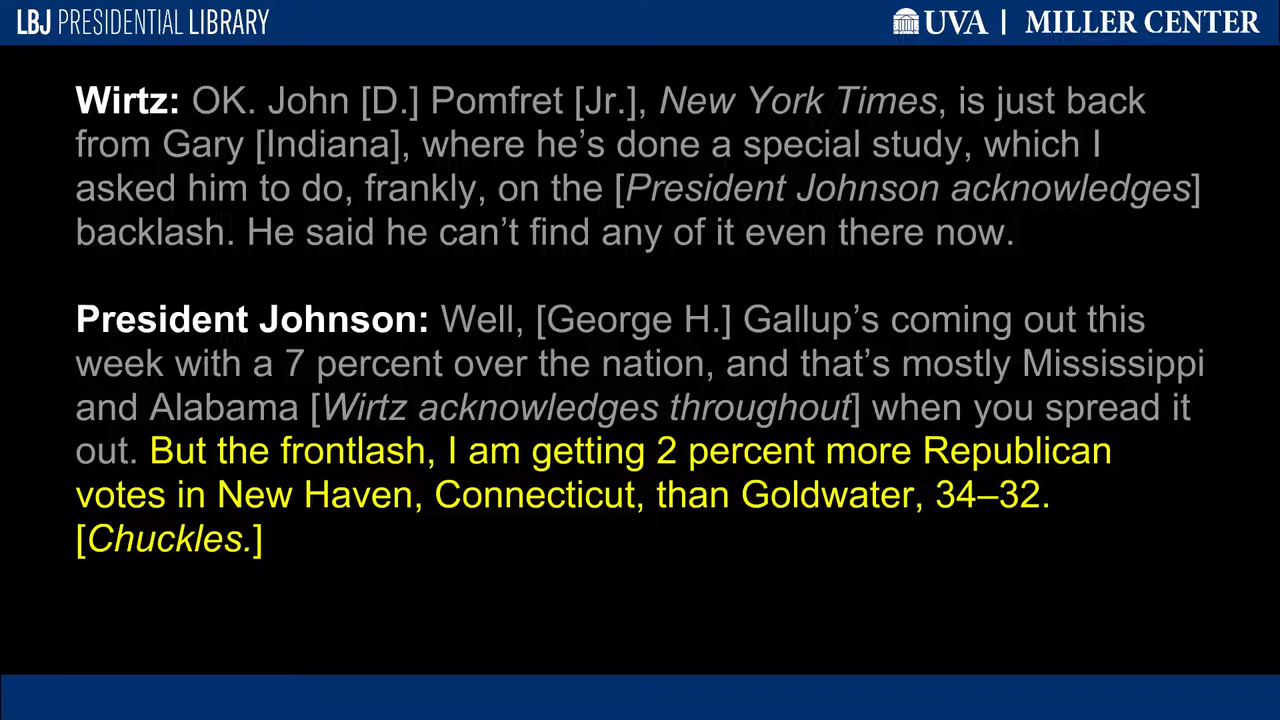 LBJ PRESIDENTIAL LIBRARY
UVA | MILLER CENTER
Wirtz: OK. John [D.] Pomfret [Jr.], New York Times, is just back
from Gary [Indiana], where he’s done a special study, which I
asked him to do, frankly, on the [President Johnson acknowledges]
backlash. He said he can’t find any of it even there now.
President Johnson: Well, [George H.] Gallup’s coming out this
week with a 7 percent over the nation, and that’s mostly Mississippi
and Alabama [Wirtz acknowledges throughout] when you spread it
out. But the frontlash, I am getting 2 percent more Republican
votes in New Haven, Connecticut, than Goldwater, 34–32.
[Chuckles.]